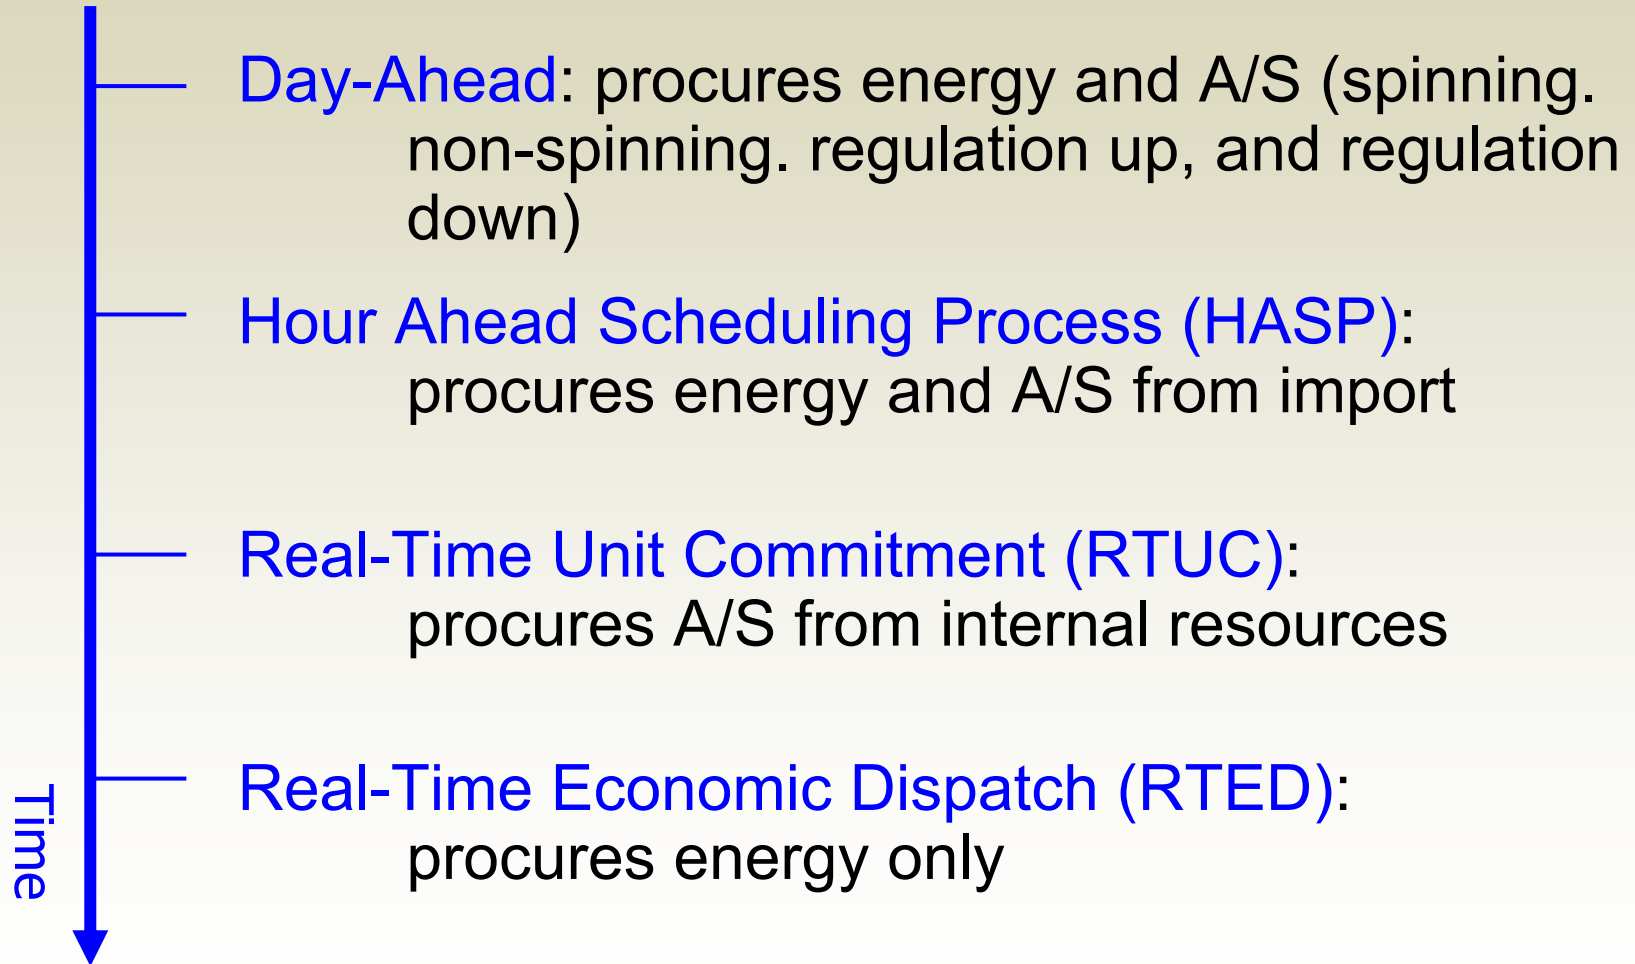 Day-Ahead: procures energy and A/S (spinning.
non-spinning. regulation up, and regulation
down)
Hour Ahead Scheduling Process (HASP):
procures energy and A/S from import
Real-Time Unit Commitment (RTUC):
procures A/S from internal resources
Real-Time Economic Dispatch (RTED):
procures energy only
Time